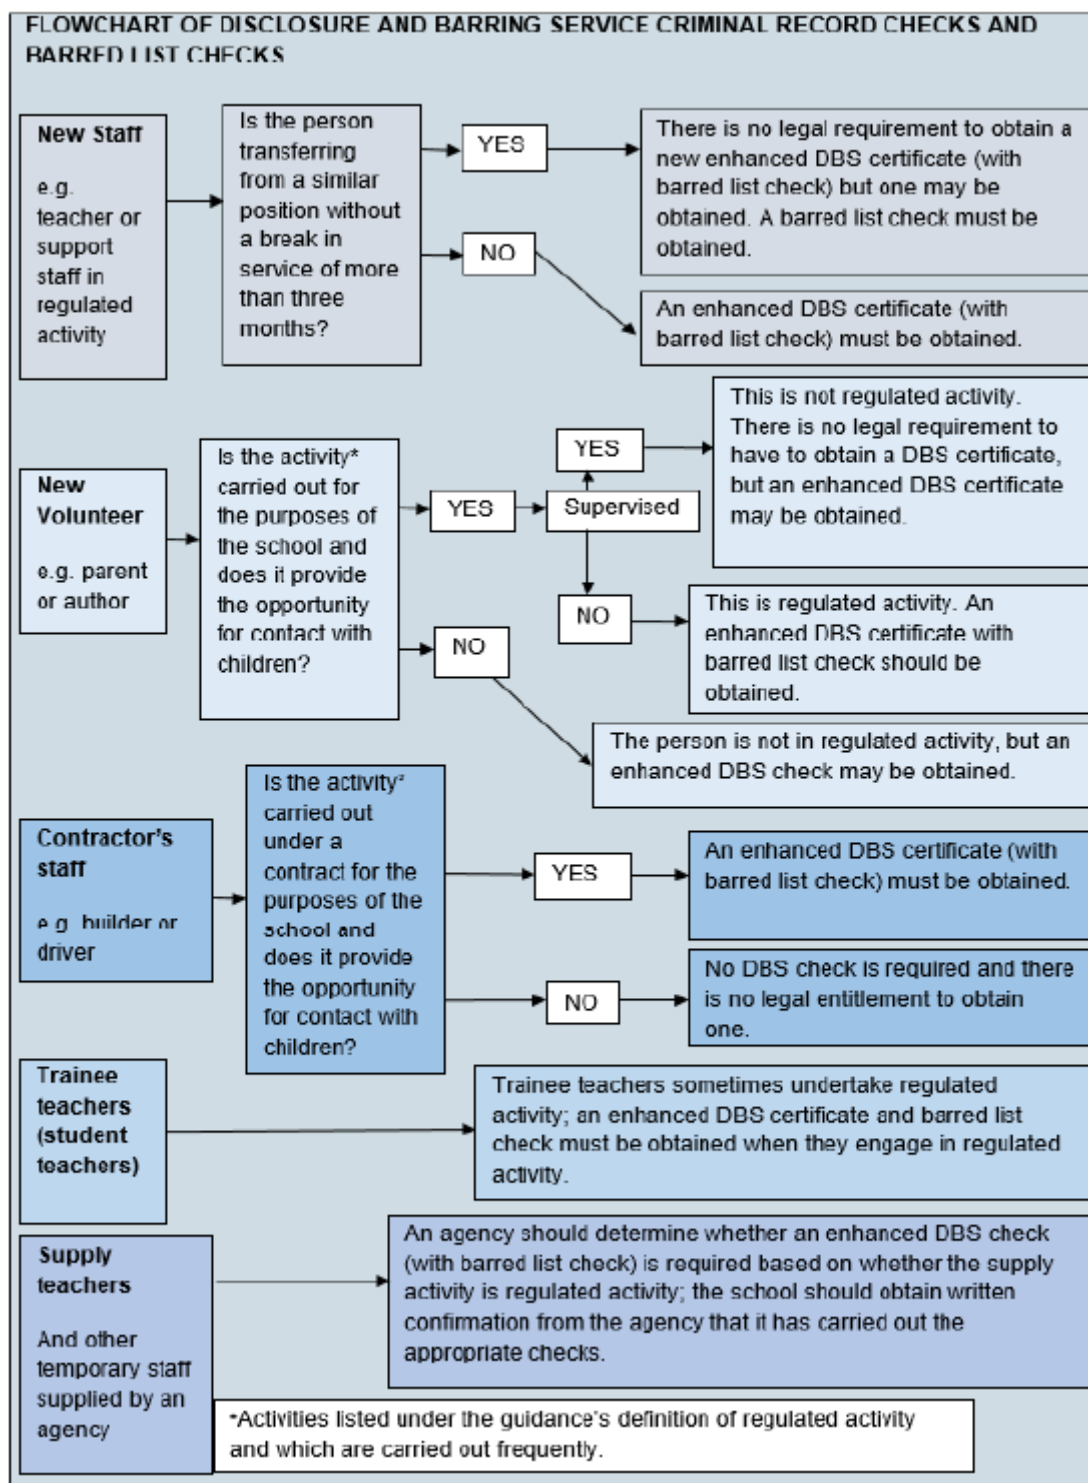 FLOWCHART OF DISCLOSURE AND BARRING SERVICE CRIMINAL RECORD CHECKS AND
BARRED LIST CHECKS
New Staff
e.g.
teacher or
support
staff in
regulated
activity
Is the person
transferring
from a similar
position without
a break in
service of more
than three
months?
YES
There is no legal requirement to obtain a
new enhanced DBS certificate (with
barred list check) but one may be
obtained. A barred list check must be
obtained.
NO
An enhanced DBS certificate (with
barred list check) must be obtained.
New
Volunteer
e.g. parent
or author
Is the activity*
carried out for
the purposes of
the school and
does it provide
the opportunity
for contact with
children?
YES
Supervised
YES
This is not regulated activity.
There is no legal requirement to
have to obtain a DBS certificate,
but an enhanced DBS certificate
may be obtained.
NO
This is regulated activity. An
enhanced DBS certificate with
barred list check should be
obtained.
NO
The person is not in regulated activity, but an
enhanced DBS check may be obtained.
Contractor's
staff
e.g. builder or
driver
Is the activity*
carried out
under a
contract for the
purposes of the
school and
does it provide
the opportunity
for contact with
children?
YES
An enhanced DBS certificate (with
barred list check) must be obtained.
NO
No DBS check is required and there
is no legal entitlement to obtain
one.
Trainee
teachers
(student
teachers)
Trainee teachers sometimes undertake regulated
activity; an enhanced DBS certificate and barred list
check must be obtained when they engage in regulated
activity.
Supply
teachers
And other
temporary staff
supplied by an
agency
An agency should determine whether an enhanced DBS check
(with barred list check) is required based on whether the supply
activity is regulated activity; the school should obtain written
confirmation from the agency that it has carried out the
appropriate checks.
*Activities listed under the guidance's definition of regulated activity
and which are carried out frequently.